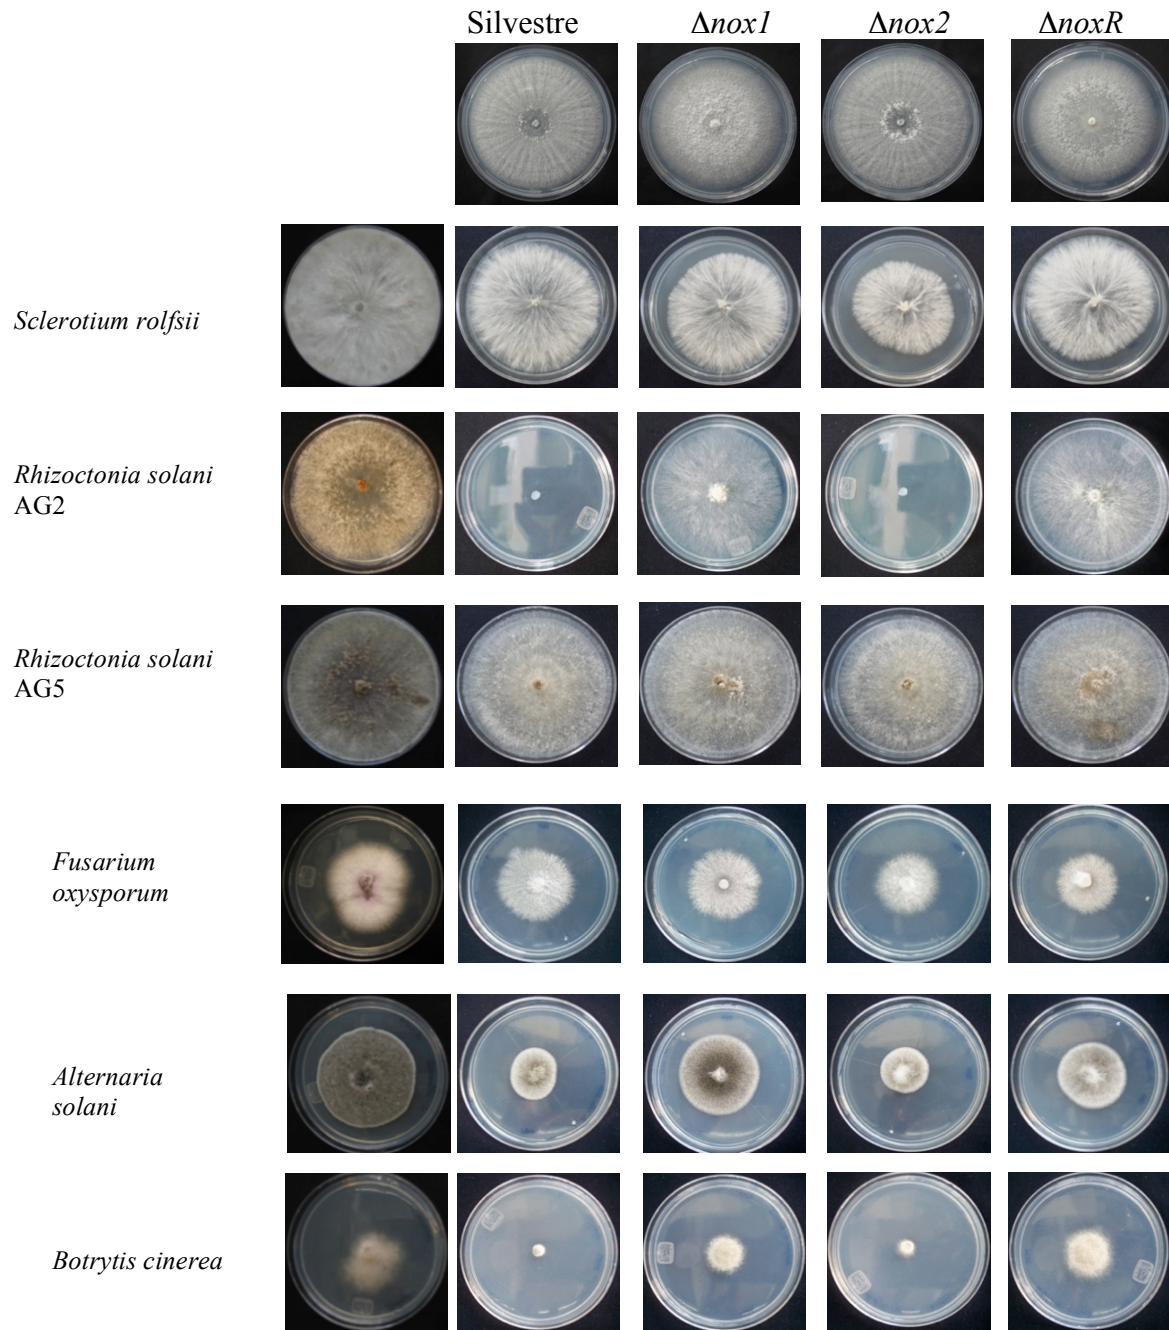 Silvestre Δnox1 Δnox2 ΔnoxR
Sclerotium rolfsii
Rhizoctonia solani
AG2
Rhizoctonia solani
AG5
Fusarium
oxysporum
Alternaria
solani
Botrytis cinerea